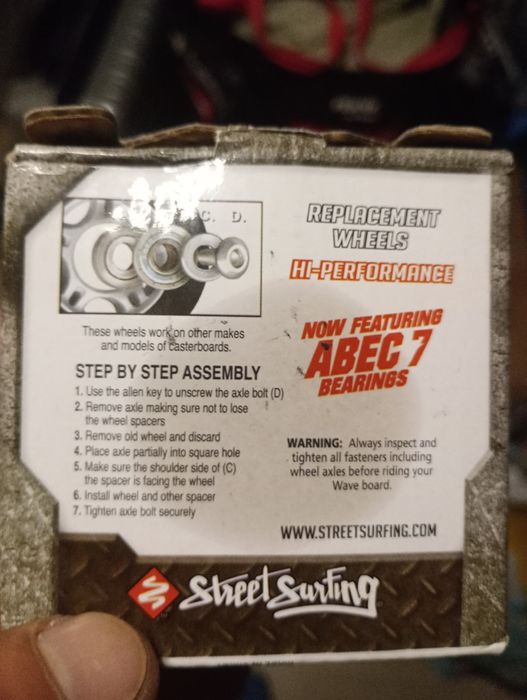 C. D.
These wheels work on other makes
and models of casterboards.
STEP BY STEP ASSEMBLY
1. Use the allen key to unscrew the axle bolt (D)
2. Remove axle making sure not to lose
the wheel spacers
3. Remove old wheel and discard
4. Place axle partially into square hole
5. Make sure the shoulder side of (C)
the spacer is facing the wheel
6. Install wheel and other spacer
7. Tighten axle bolt securely
REPLACEMENT
WHEELS
HI-PERFORMANCE
NOW FEATURING
ABEC 7
BEARINGS
WARNING: Always inspect and
tighten all fasteners including
wheel axles before riding your
Wave board.
WWW.STREETSURFING.COM
Street Surfing